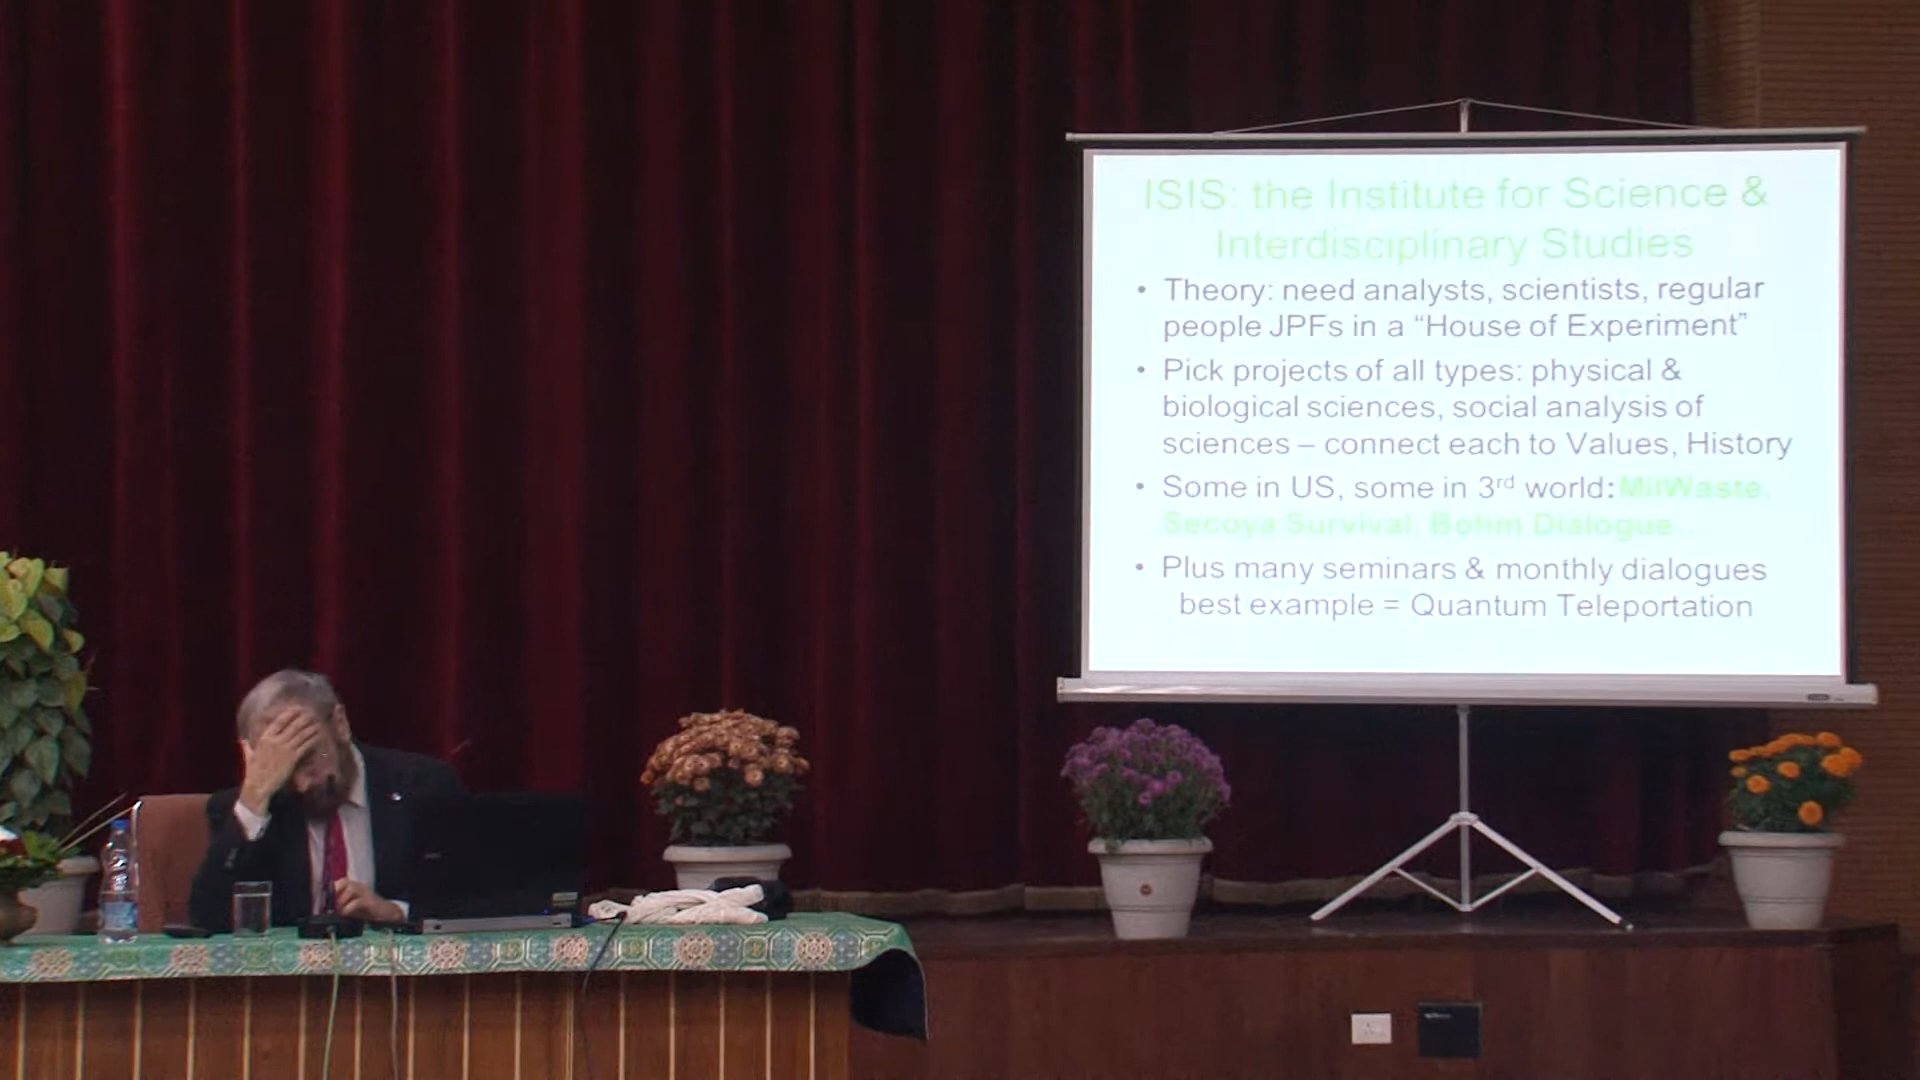 ISIS: the Institute for Science &
Interdisciplinary Studies
• Theory: need analysts, scientists, regular
people JPFs in a “House of Experiment”
• Pick projects of all types: physical &
biological sciences, social analysis of
sciences – connect each to Values, History
• Some in US, some in 3rd world: MilWaste,
Secoya Survival, Bohm Dialogue...
• Plus many seminars & monthly dialogues
best example = Quantum Teleportation